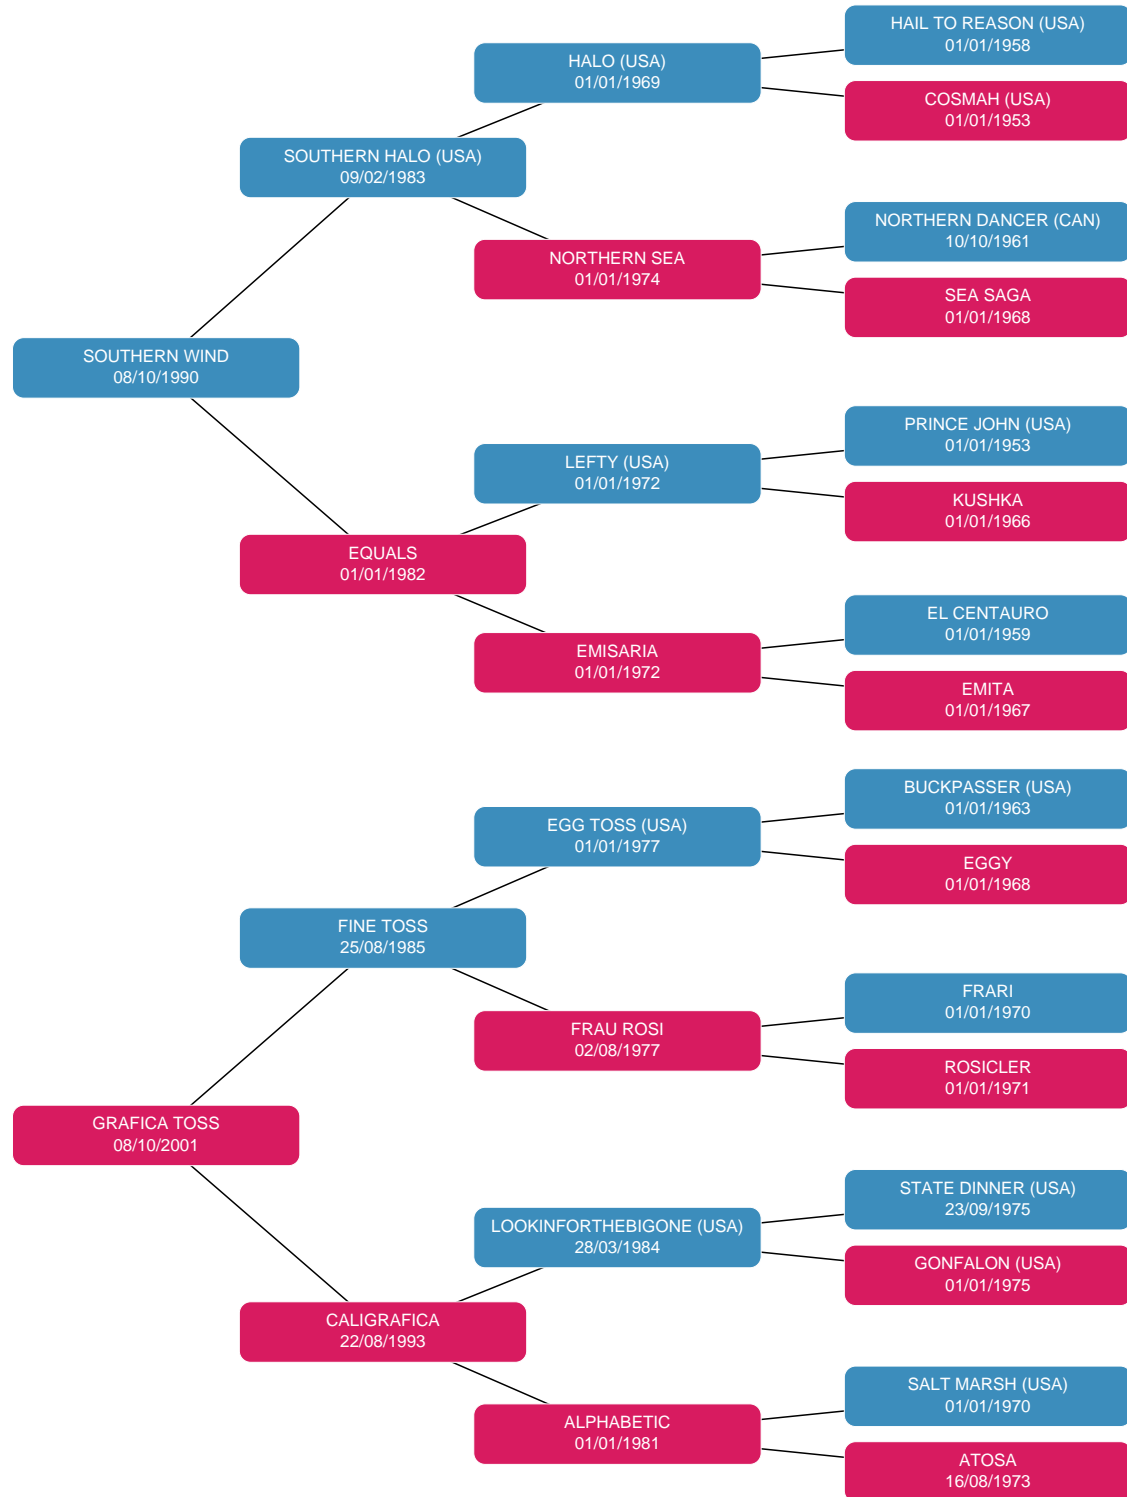 HAIL TO REASON (USA)
01/01/1958
HALO (USA)
01/01/1969
COSMAH (USA)
01/01/1953
SOUTHERN HALO (USA)
09/02/1983
NORTHERN DANCER (CAN)
10/10/1961
NORTHERN SEA
01/01/1974
SEA SAGA
01/01/1968
SOUTHERN WIND
08/10/1990
PRINCE JOHN (USA)
01/01/1953
LEFTY (USA)
01/01/1972
KUSHKA
01/01/1966
EQUALS
01/01/1982
EL CENTAURO
01/01/1959
EMISARIA
01/01/1972
EMITA
01/01/1967
BUCKPASSER (USA)
01/01/1963
EGG TOSS (USA)
01/01/1977
EGGY
01/01/1968
FINE TOSS
25/08/1985
FRARI
01/01/1970
FRAU ROSI
02/08/1977
ROSICLER
01/01/1971
GRAFICA TOSS
08/10/2001
STATE DINNER (USA)
23/09/1975
LOOKINFORTHEBIGONE (USA)
28/03/1984
GONFALON (USA)
01/01/1975
CALIGRAFICA
22/08/1993
SALT MARSH (USA)
01/01/1970
ALPHABETIC
01/01/1981
ATOSA
16/08/1973